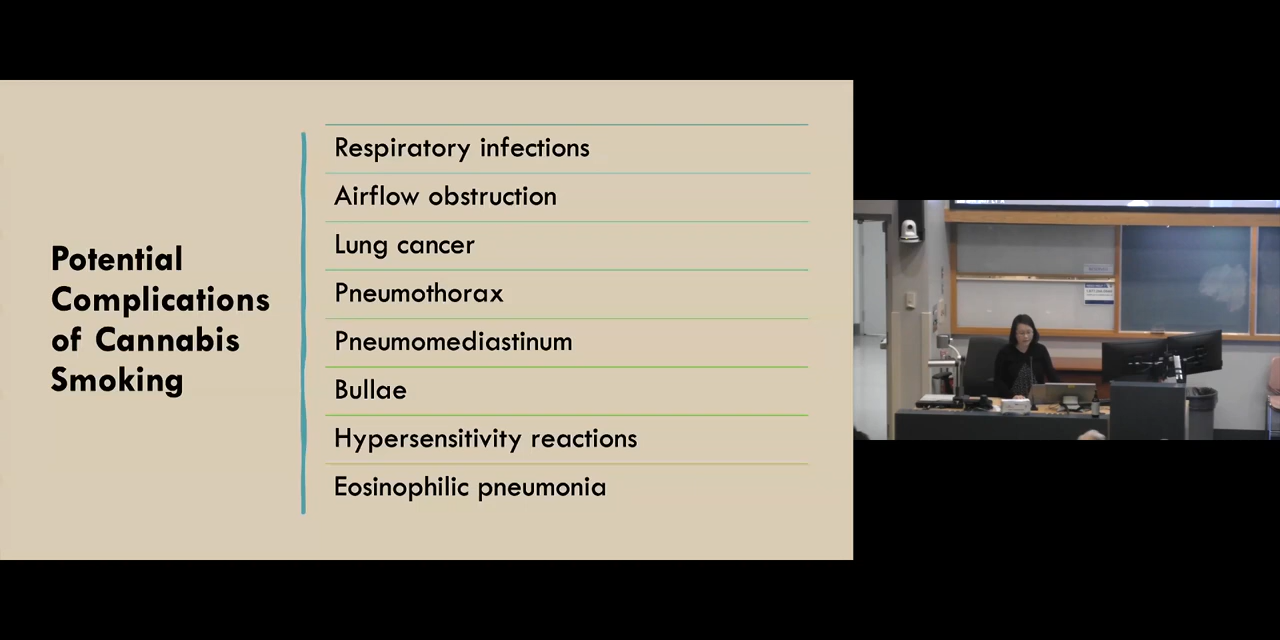 Potential
Complications
of Cannabis
Smoking
Respiratory infections
Airflow obstruction
Lung cancer
Pneumothorax
Pneumomediastinum
Bullae
Hypersensitivity reactions
Eosinophilic pneumonia